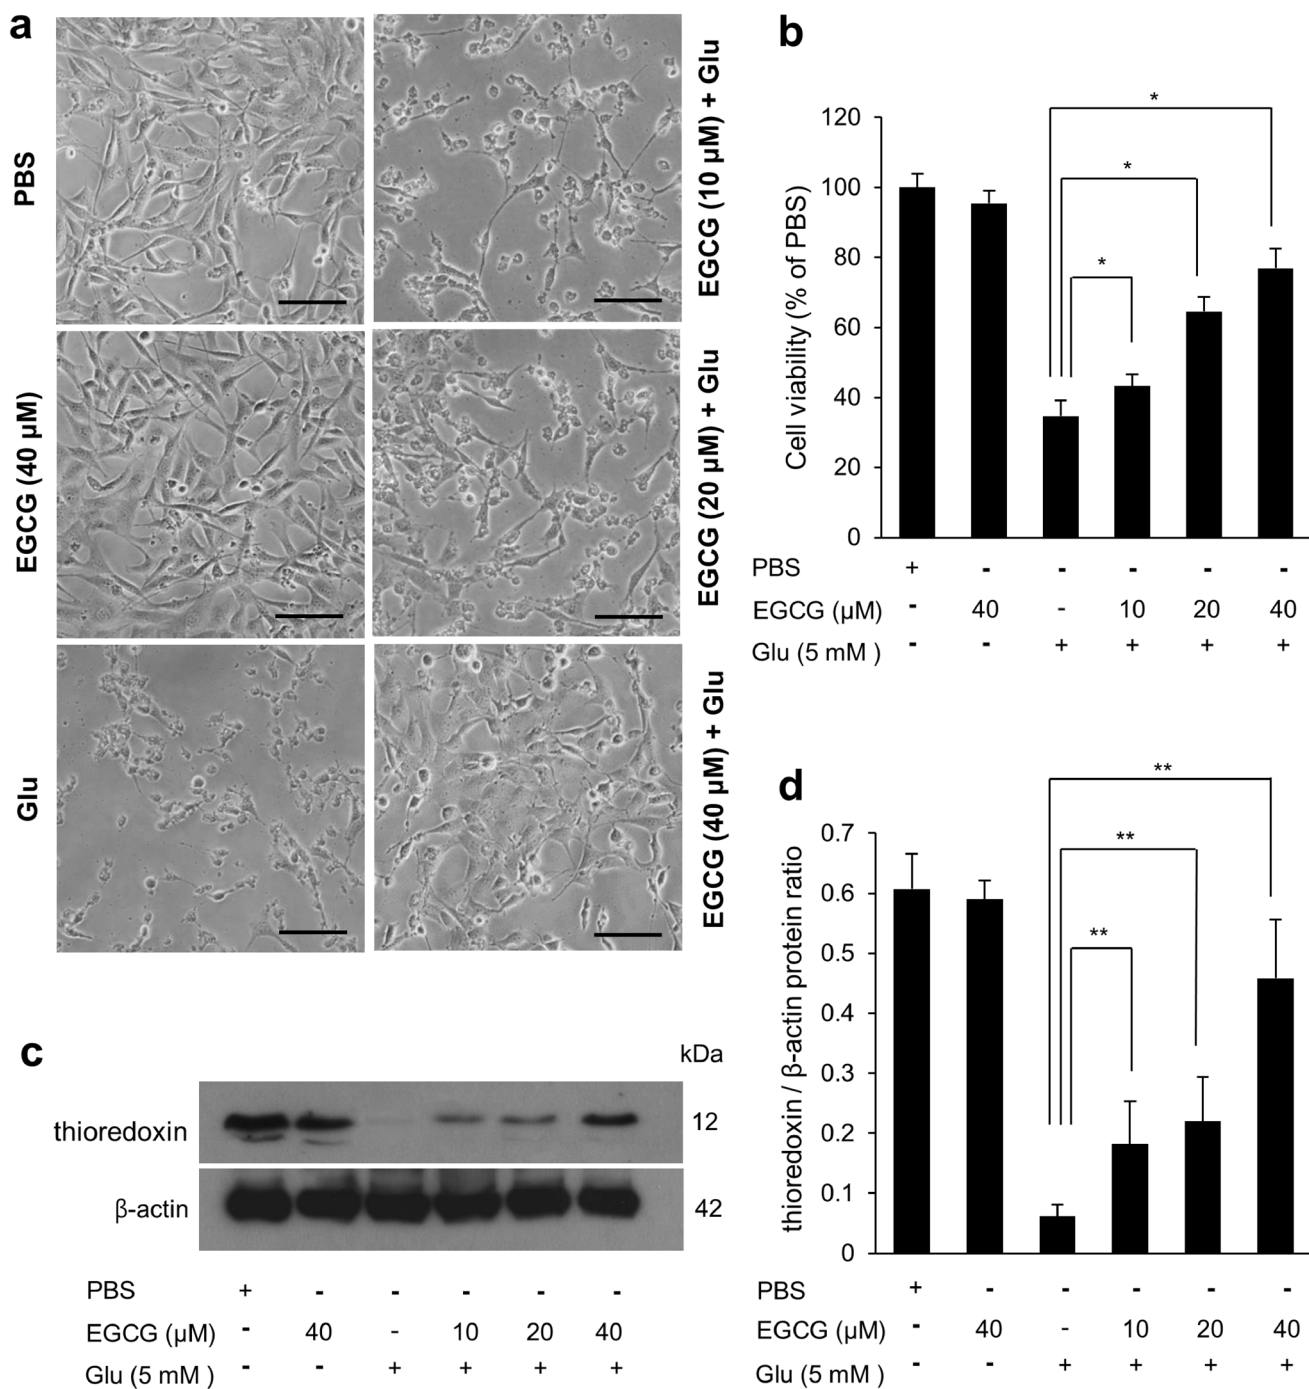 a
PBS
EGCG (40 µM)
Glu
EGCG (10 µM) + Glu
EGCG (20 µM) + Glu
EGCG (40 µM) + Glu
b
Cell viability (% of PBS)
120
100
80
60
40
20
0
*
*
*
PBS + - - - - -
EGCG (µM) - 40 - 10 20 40
Glu (5 mM ) - - + + + +
c
kDa
thioredoxin 12
β-actin 42
PBS + - - - - -
EGCG (µM) - 40 - 10 20 40
Glu (5 mM ) - - + + + +
d
thioredoxin / β-actin protein ratio
0.7
0.6
0.5
0.4
0.3
0.2
0.1
0
**
**
**
PBS + - - - - -
EGCG (µM) - 40 - 10 20 40
Glu (5 mM ) - - + + + +